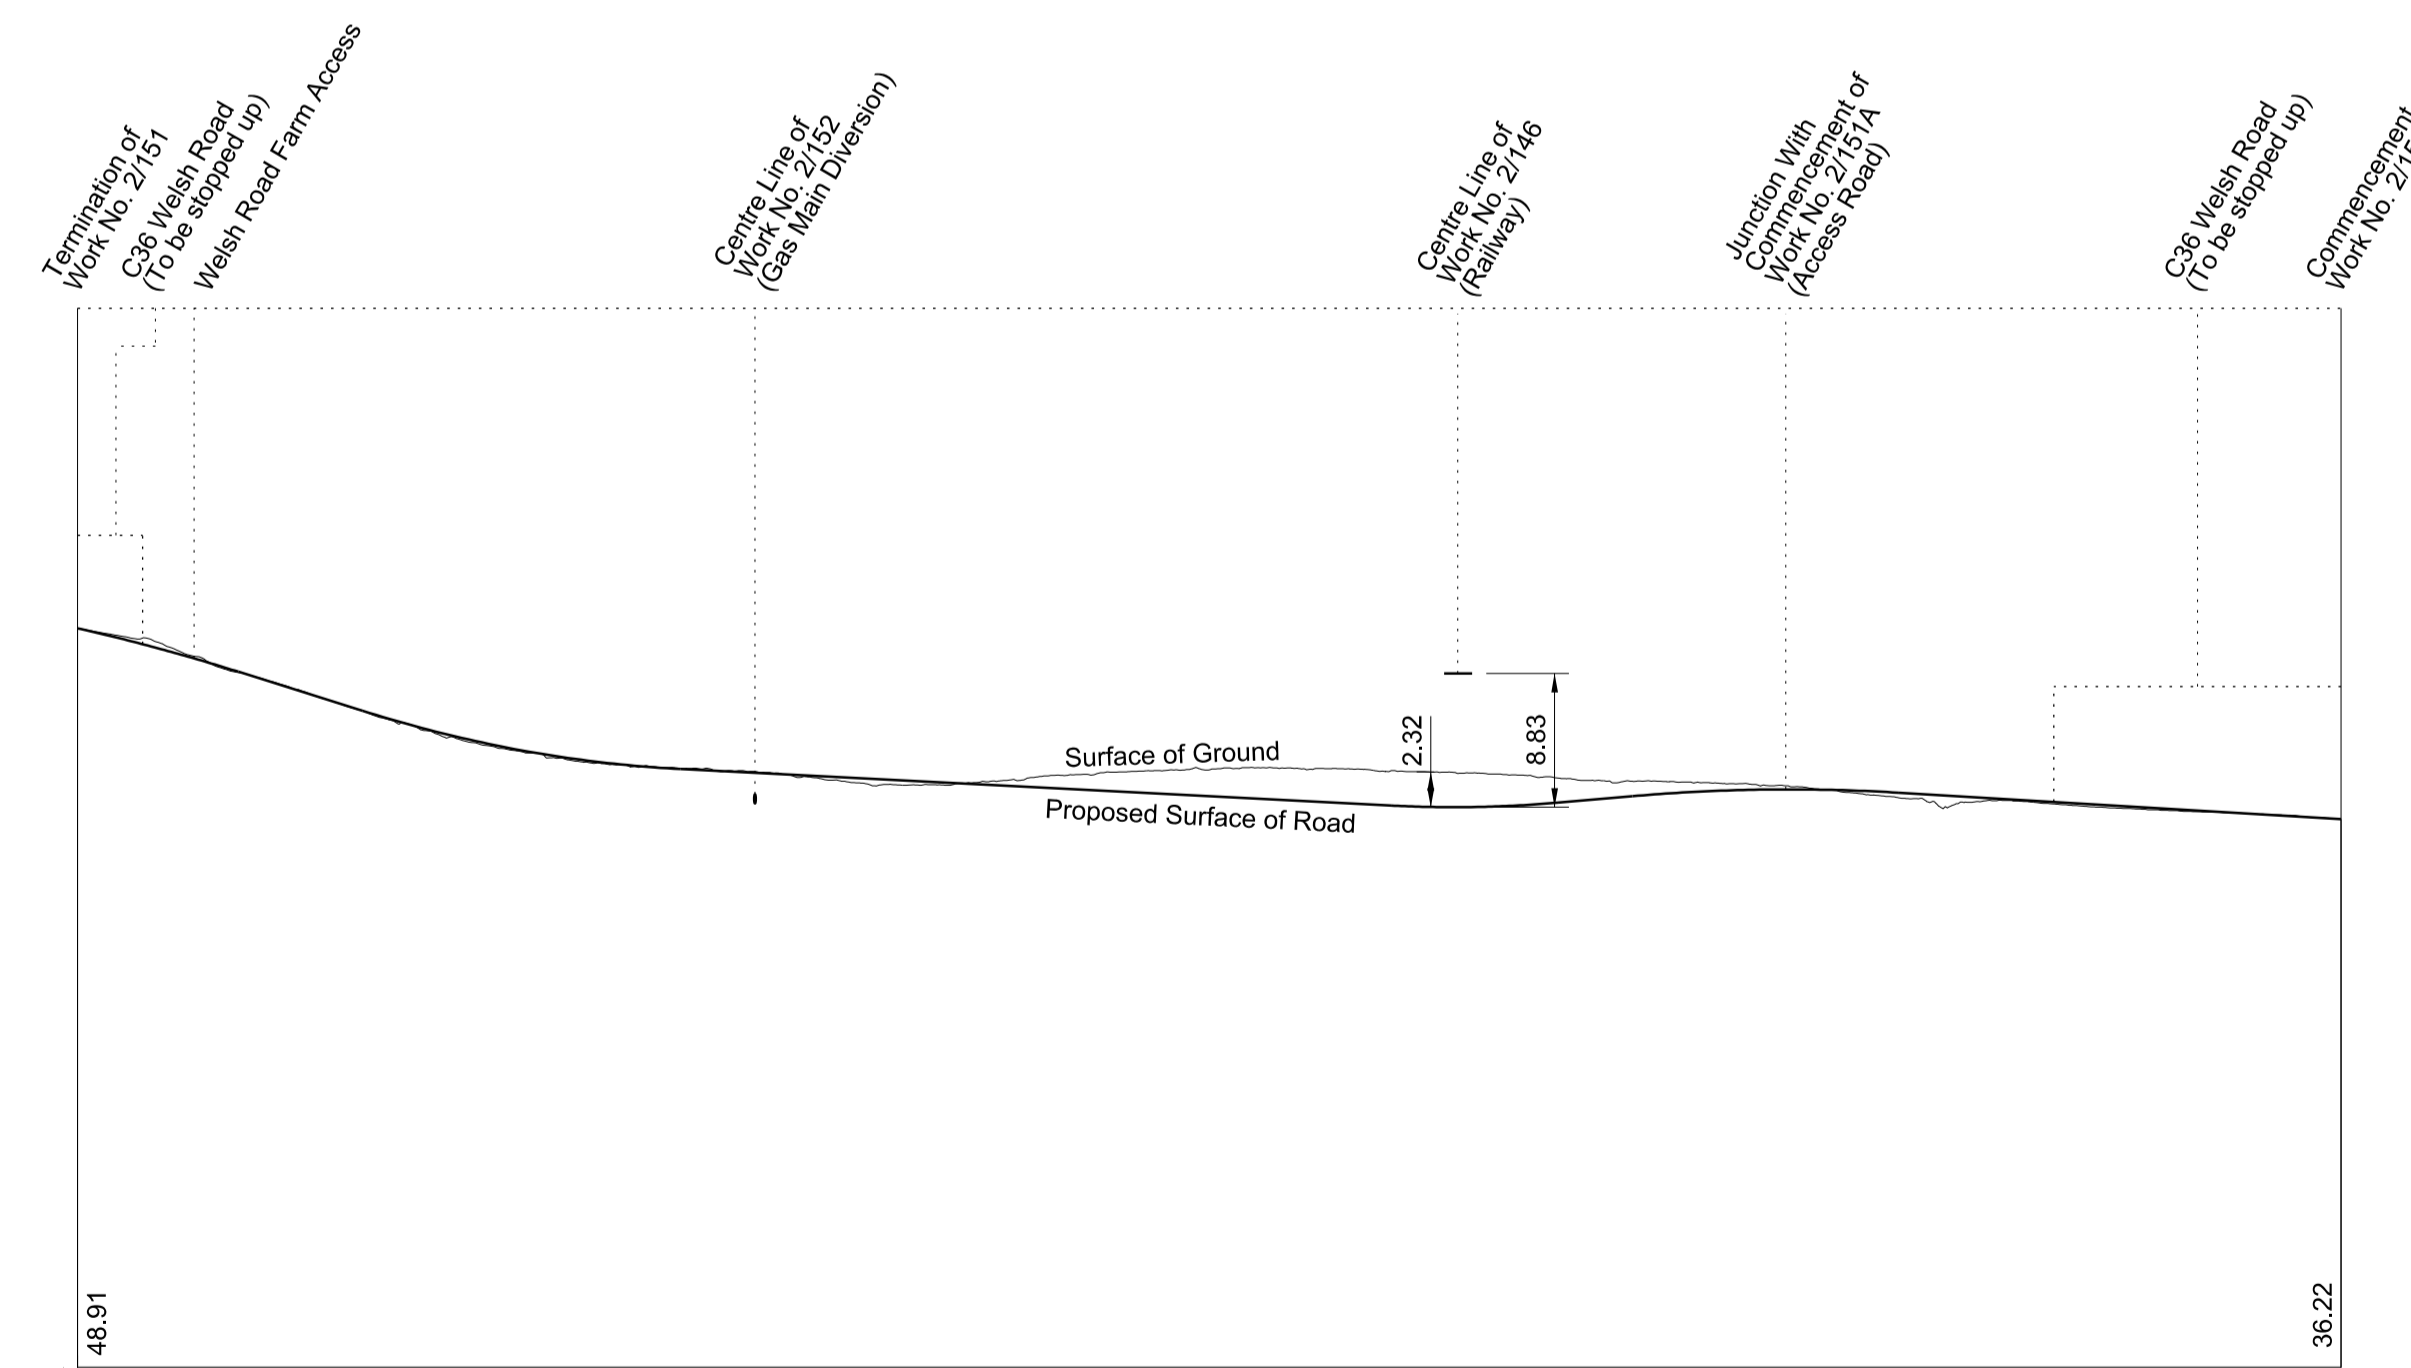 Termination of
Work No. 2/151
C36 Welsh Road
(To be stopped up)
Welsh Road Farm Access
Centre Line of
Work No. 2/152
(Gas Main Diversion)
Centre Line of
Work No. 2/146
(Railway)
Junction With
Commencement of
Work No. 2/151A
(Access Road)
C36 Welsh Road
(To be stopped up)
Commencement
Work No.
2.32
8.83
Surface of Ground
Proposed Surface of Road
48.91
36.22